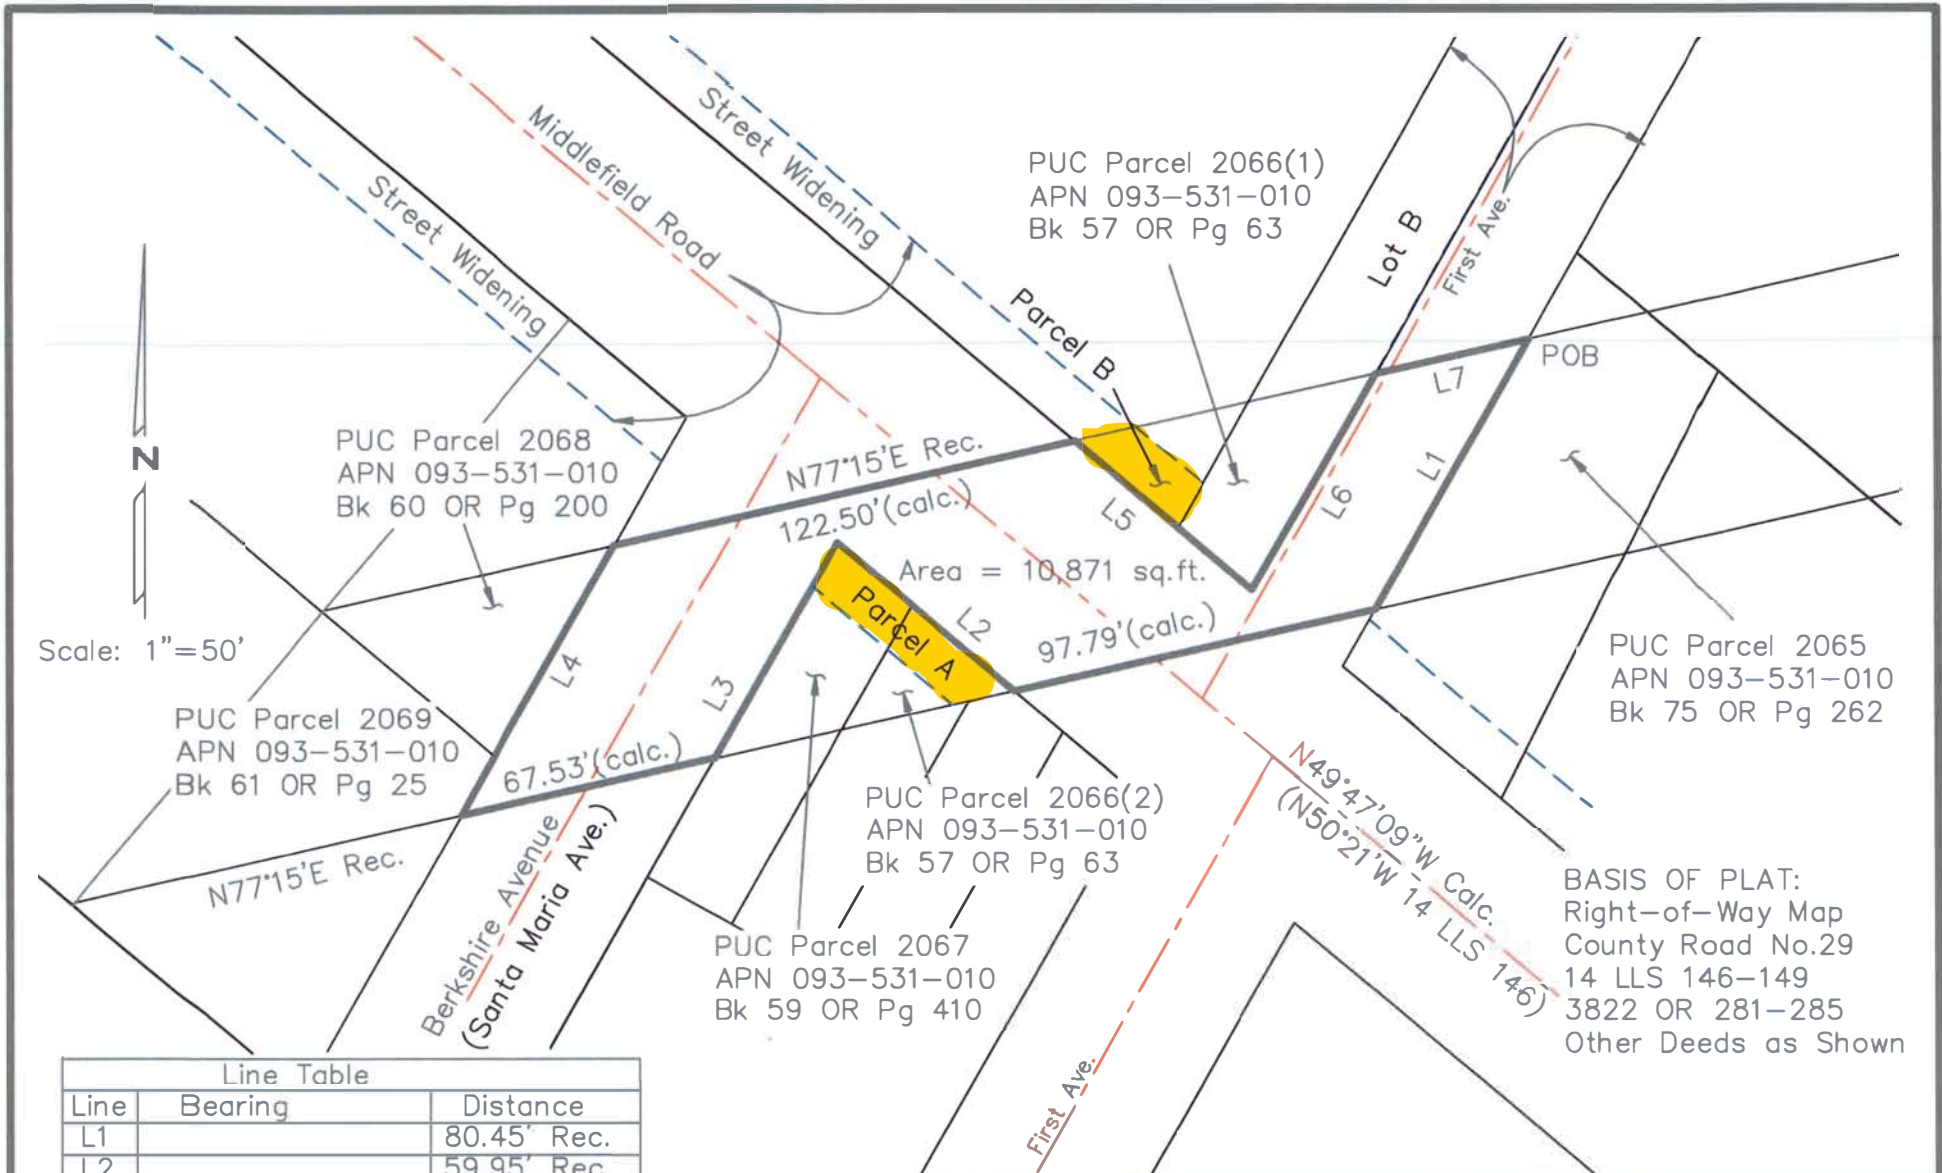 Street Widening
Middlefield Road
Street Widening
PUC Parcel 2066(1)
APN 093-531-010
Bk 57 OR Pg 63
Lot B
First Ave.
Parcel B
POB
L7
N
PUC Parcel 2068
APN 093-531-010
Bk 60 OR Pg 200
N77°15'E Rec.
122.50'(calc.)
L5
L6
L1
Area = 10,871 sq.ft.
Parcel A
L2
97.79'(calc.)
Scale: 1"=50'
L4
L3
PUC Parcel 2065
APN 093-531-010
Bk 75 OR Pg 262
PUC Parcel 2069
APN 093-531-010
Bk 61 OR Pg 25
67.53'(calc.)
N77°15'E Rec.
PUC Parcel 2066(2)
APN 093-531-010
Bk 57 OR Pg 63
N49°47'09"W Calc.
(N50°21'W 14 LLS 146)
Berkshire Avenue
(Santa Maria Ave.)
PUC Parcel 2067
APN 093-531-010
Bk 59 OR Pg 410
BASIS OF PLAT:
Right-of-Way Map
County Road No.29
14 LLS 146-149
3822 OR 281-285
Other Deeds as Shown
First Ave.
Line Table
Line Bearing Distance
L1 80.45' Rec.
L2 59.95' Rec.